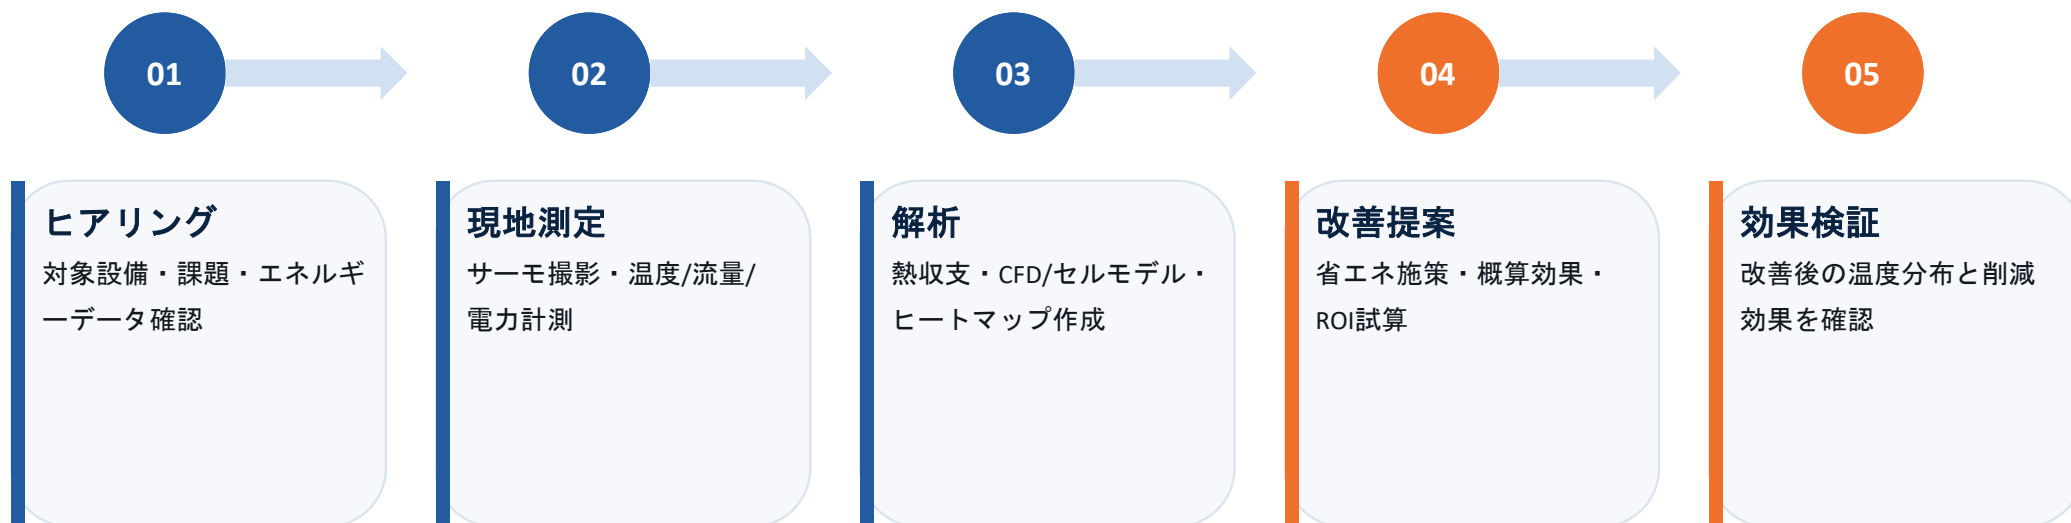 01
02
03
04
05
ヒアリング
対象設備・課題・エネルギ
ーデータ確認
現地測定
サーモ撮影・温度/流量/
電力計測
解析
熱収支・CFD/セルモデル・
ヒートマップ作成
改善提案
省エネ施策・概算効果・
ROI試算
効果検証
改善後の温度分布と削減
効果を確認